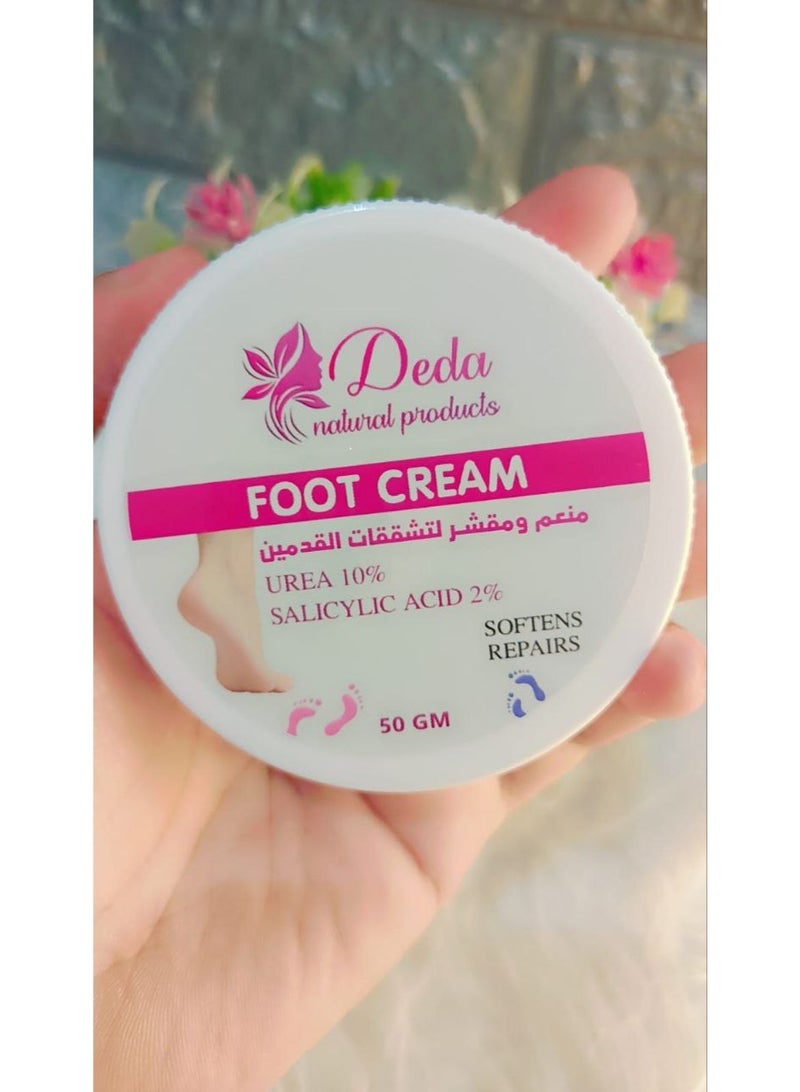 Deda
natural products
FOOT CREAM
منعم ومقشر لتشققات القدمين
UREA 10%
SALICYLIC ACID 2%
SOFTENS
REPAIRS
50 GM